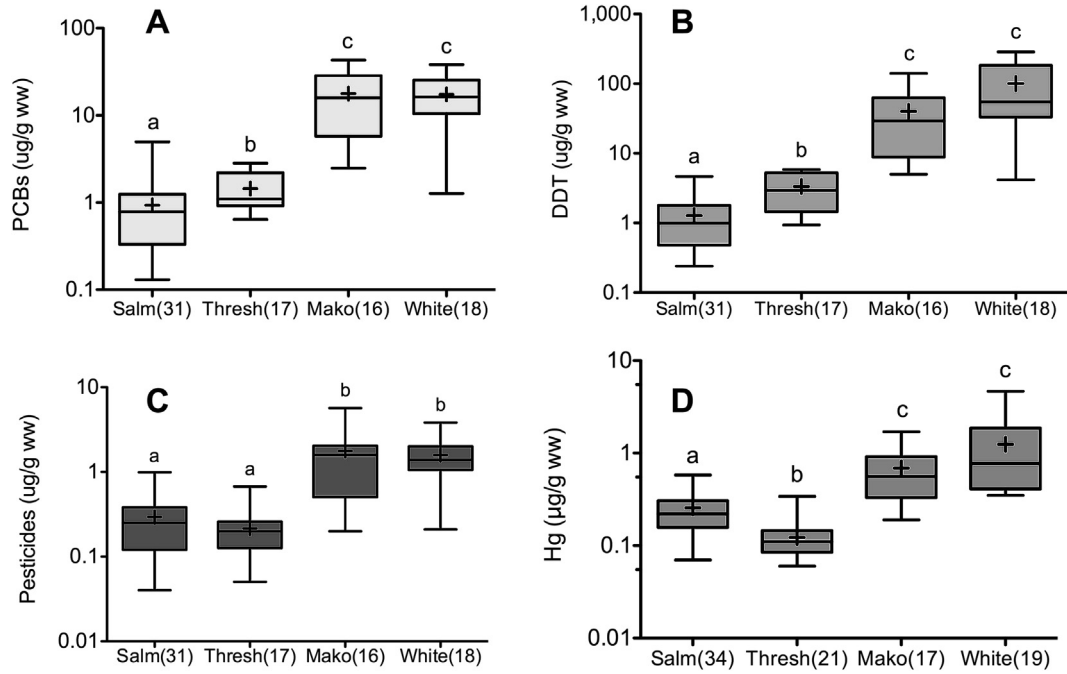 A
PCBs (ug/g ww)
100
10
1
0.1
a
b
c
c
Salm(31) Thresh(17) Mako(16) White(18)
B
DDT (ug/g ww)
1,000
100
10
1
0.1
a
b
c
c
Salm(31) Thresh(17) Mako(16) White(18)
C
Pesticides (ug/g ww)
10
1
0.1
0.01
a
a
b
b
Salm(31) Thresh(17) Mako(16) White(18)
D
Hg (µg/g ww)
10
1
0.1
0.01
a
b
c
c
Salm(34) Thresh(21) Mako(17) White(19)